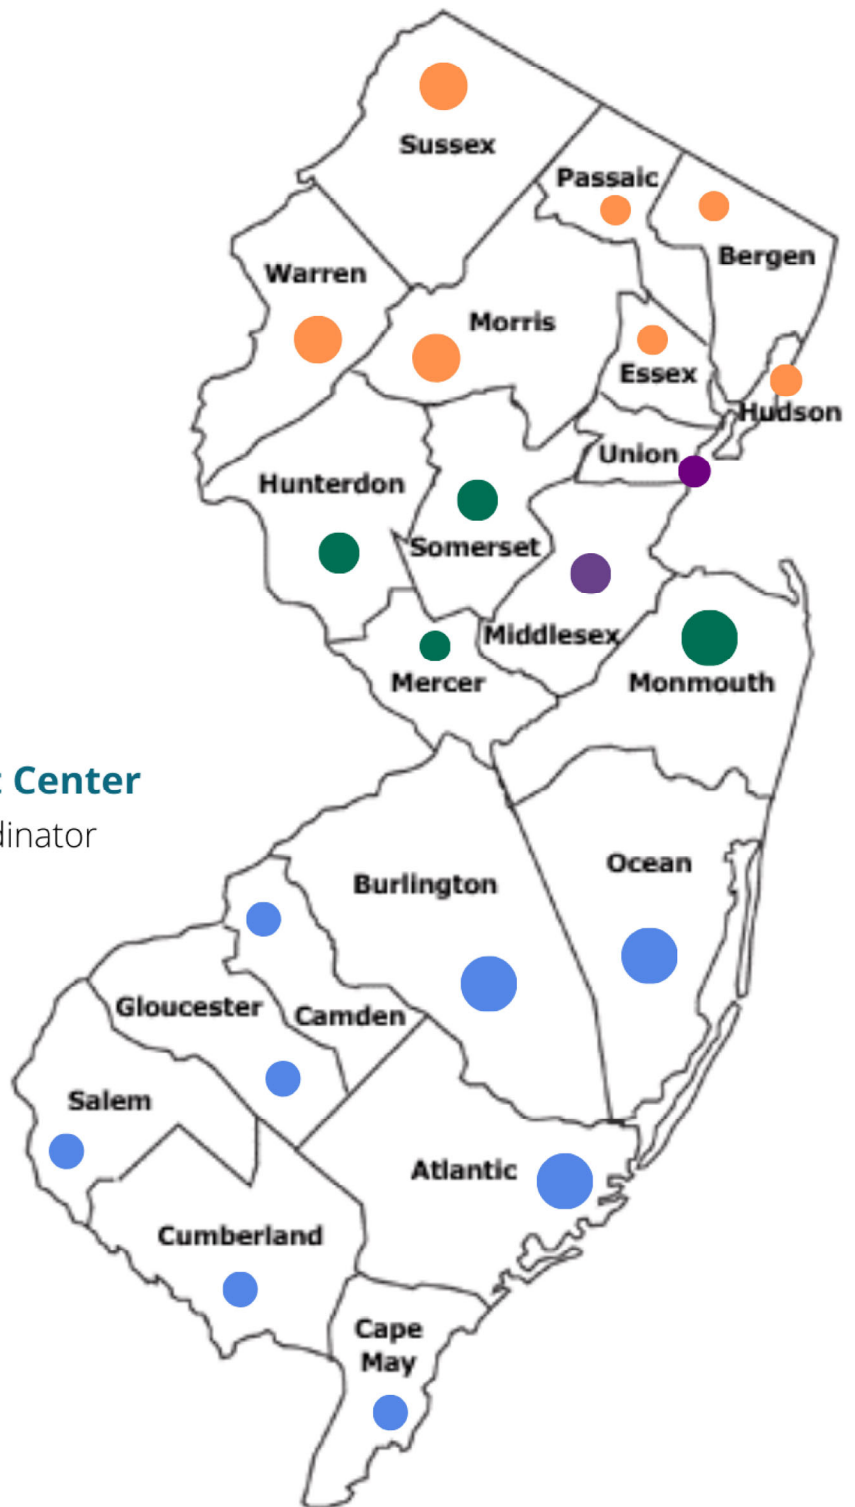 Sussex
Passaic
Bergen
Warren
Morris
Essex
Hudson
Union
Hunterdon
Somerset
Middlesex
Mercer
Monmouth
Center
dinator
Ocean
Burlington
Gloucester
Camden
Salem
Atlantic
Cumberland
Cape
May